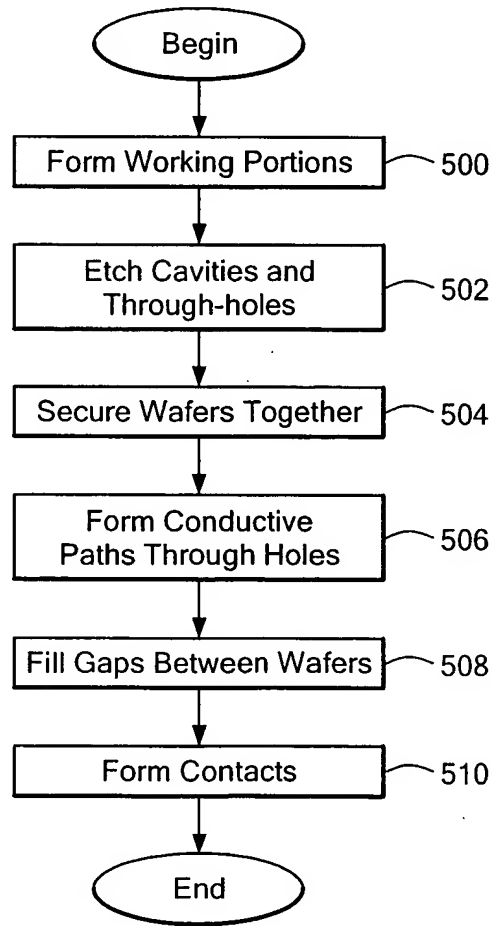 Begin
Form Working Portions 500
Etch Cavities and
Through-holes 502
Secure Wafers Together 504
Form Conductive
Paths Through Holes 506
Fill Gaps Between Wafers 508
Form Contacts 510
End